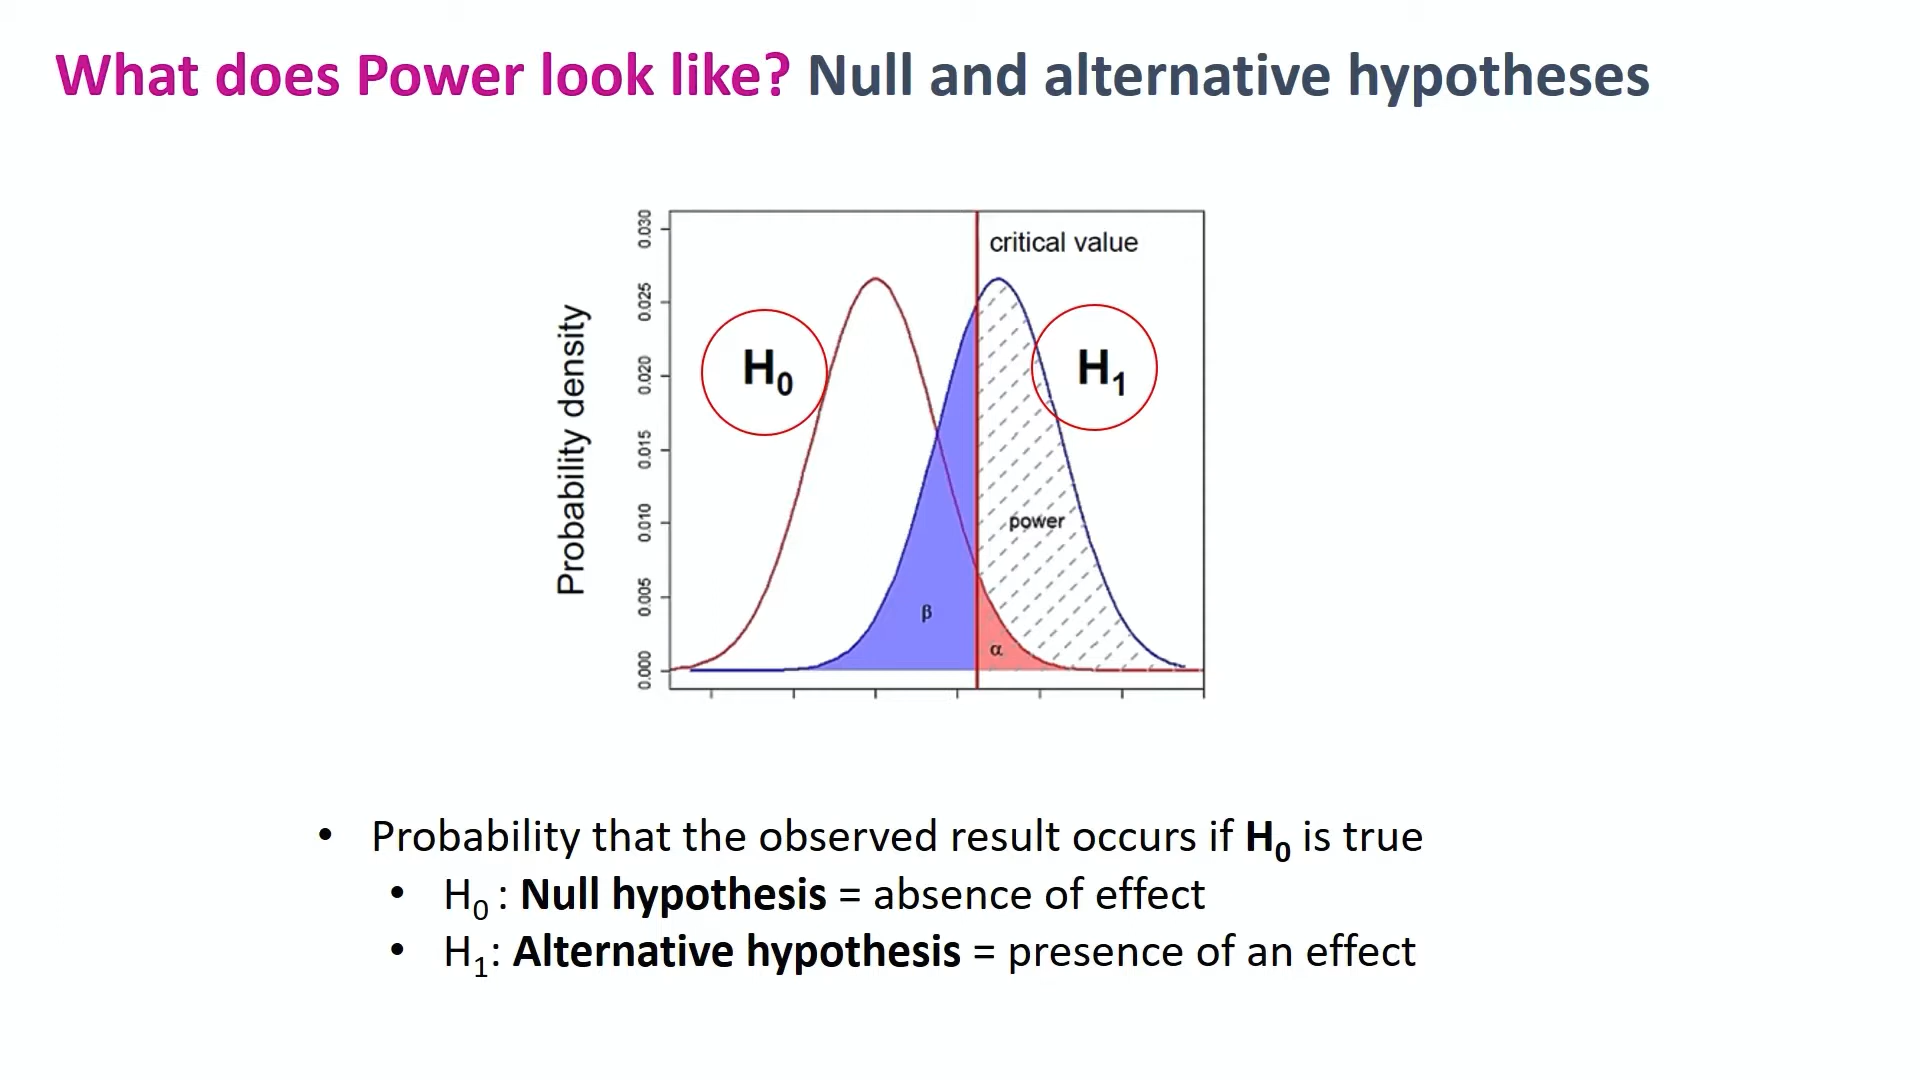 What does Power look like? Null and alternative hypotheses
Probability density
0.030
0.025
0.020
0.015
0.010
0.005
0.000
critical value
H₀
H₁
power
β
α
• Probability that the observed result occurs if H₀ is true
• H₀ : Null hypothesis = absence of effect
• H₁: Alternative hypothesis = presence of an effect